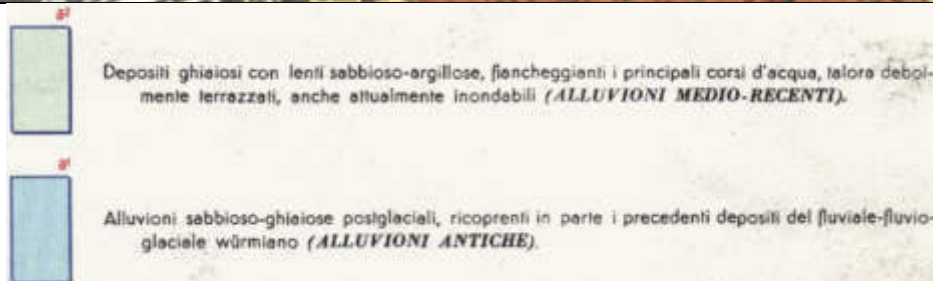 a²
Depositi ghiaiosi con lenti sabbioso-argillose, fiancheggianti i principali corsi d'acqua, talora debol-
mente terrazzati, anche attualmente inondabili (ALLUVIONI MEDIO-RECENTI).
a¹
Alluvioni sabbioso-ghiaiose postglaciali, ricoprenti in parte i precedenti depositi del fluviale-fluvio-
glaciale würmiano (ALLUVIONI ANTICHE).